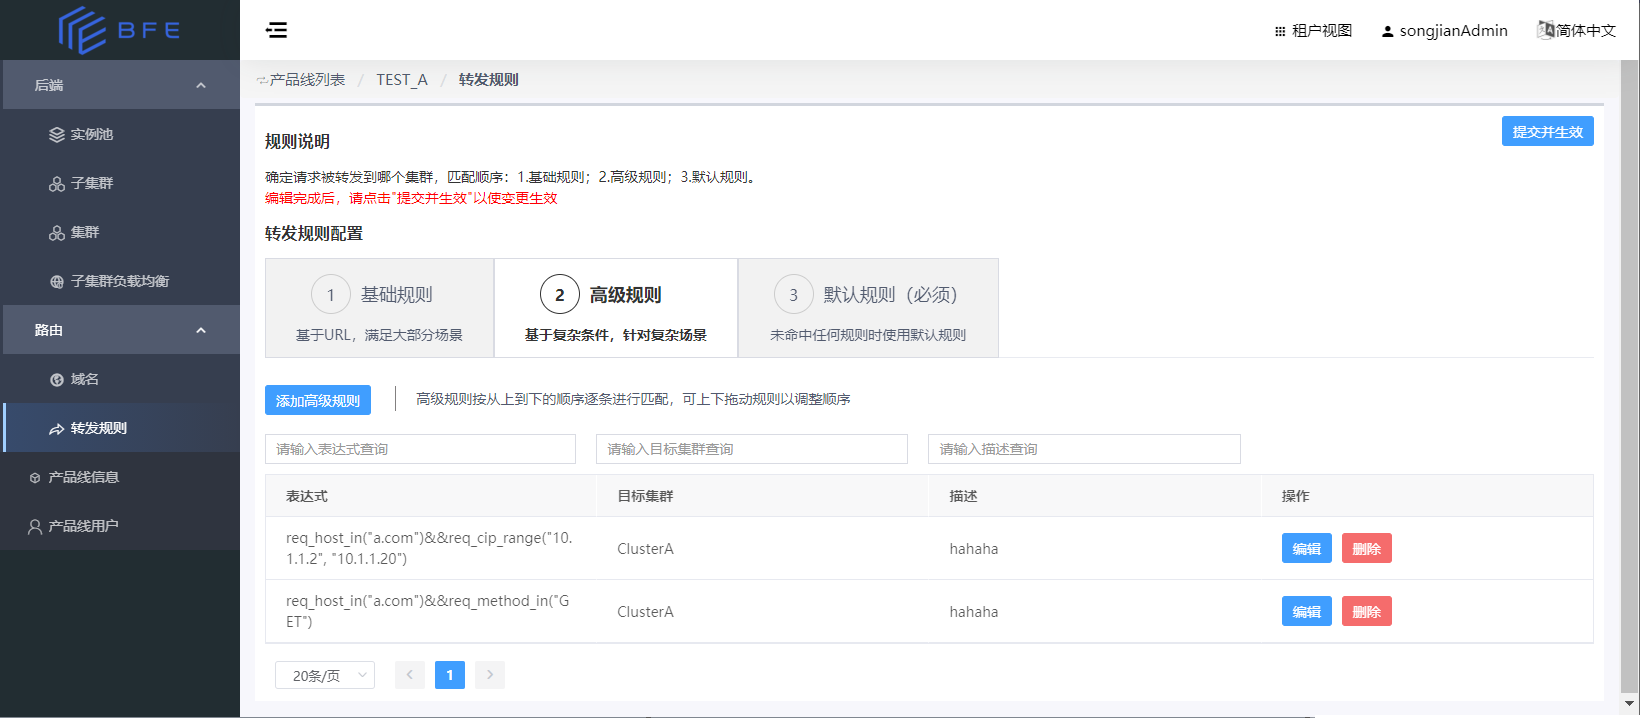 BFE
租户视图
songjianAdmin
简体中文
后端
实例池
子集群
集群
子集群负载均衡
路由
域名
转发规则
产品线信息
产品线用户
产品线列表 / TEST_A / 转发规则
规则说明
提交并生效
确定请求被转发到哪个集群，匹配顺序：1.基础规则；2.高级规则；3.默认规则。
编辑完成后，请点击"提交并生效"以使变更生效
转发规则配置
1 基础规则
基于URL，满足大部分场景
2 高级规则
基于复杂条件，针对复杂场景
3 默认规则（必须）
未命中任何规则时使用默认规则
添加高级规则
高级规则按从上到下的顺序逐条进行匹配，可上下拖动规则以调整顺序
请输入表达式查询
请输入目标集群查询
请输入描述查询
表达式 目标集群 描述 操作
req_host_in("a.com")&&req_cip_range("10.
1.1.2", "10.1.1.20")
ClusterA hahaha 编辑 删除
req_host_in("a.com")&&req_method_in("G
ET")
ClusterA hahaha 编辑 删除
20条/页 1